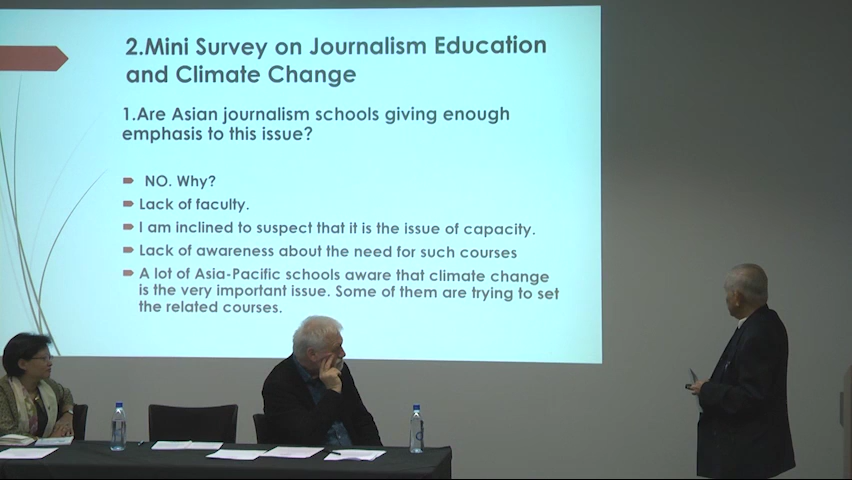 2.Mini Survey on Journalism Education
and Climate Change
1.Are Asian journalism schools giving enough
emphasis to this issue?
NO. Why?
Lack of faculty.
I am inclined to suspect that it is the issue of capacity.
Lack of awareness about the need for such courses
A lot of Asia-Pacific schools aware that climate change
is the very important issue. Some of them are trying to set
the related courses.